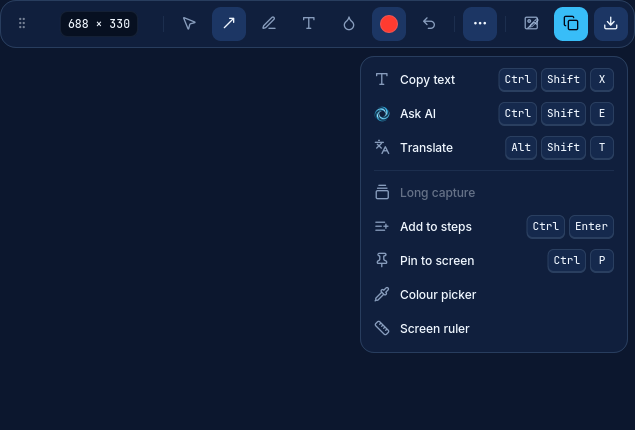 688 × 330
Copy text Ctrl Shift X
Ask AI Ctrl Shift E
Translate Alt Shift T
Long capture
Add to steps Ctrl Enter
Pin to screen Ctrl P
Colour picker
Screen ruler